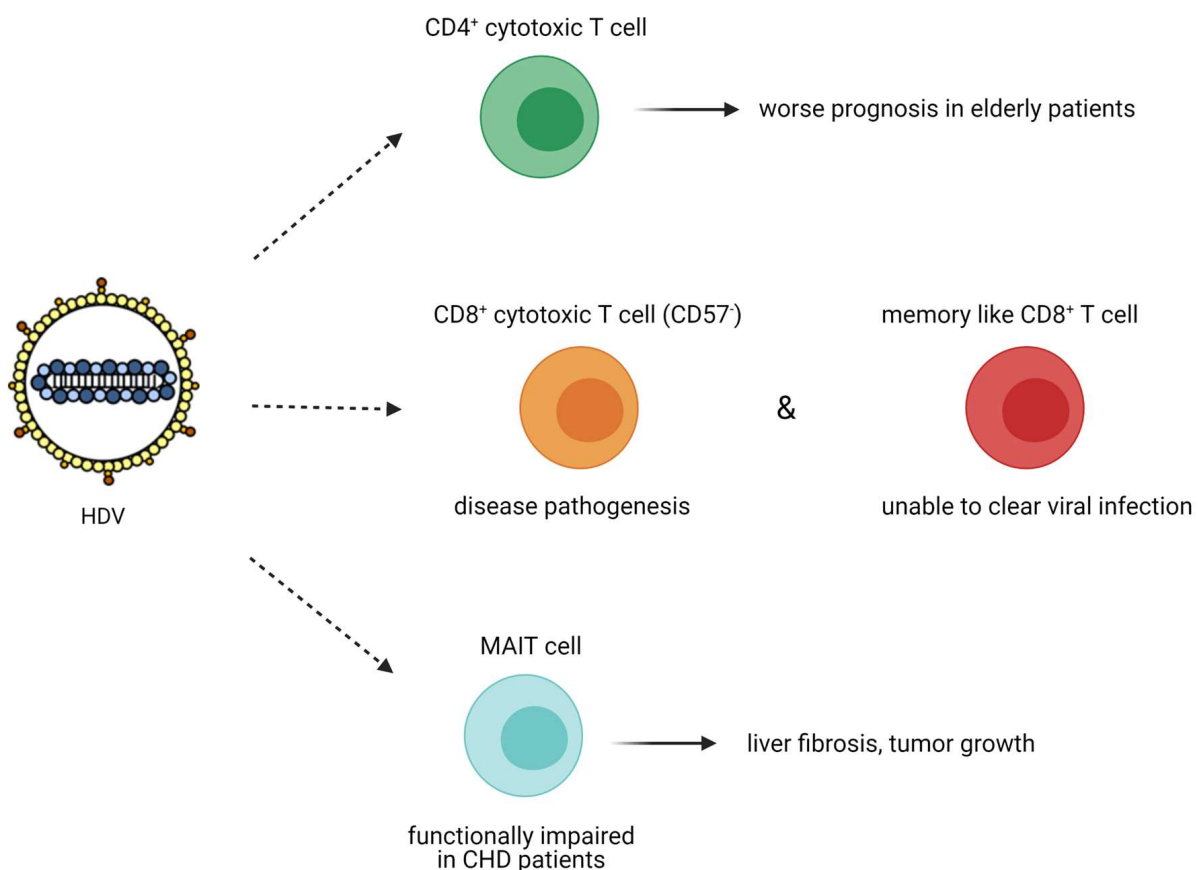 CD4⁺ cytotoxic T cell
worse prognosis in elderly patients
CD8⁺ cytotoxic T cell (CD57⁻)
memory like CD8⁺ T cell
&
disease pathogenesis
unable to clear viral infection
HDV
MAIT cell
liver fibrosis, tumor growth
functionally impaired
in CHD patients